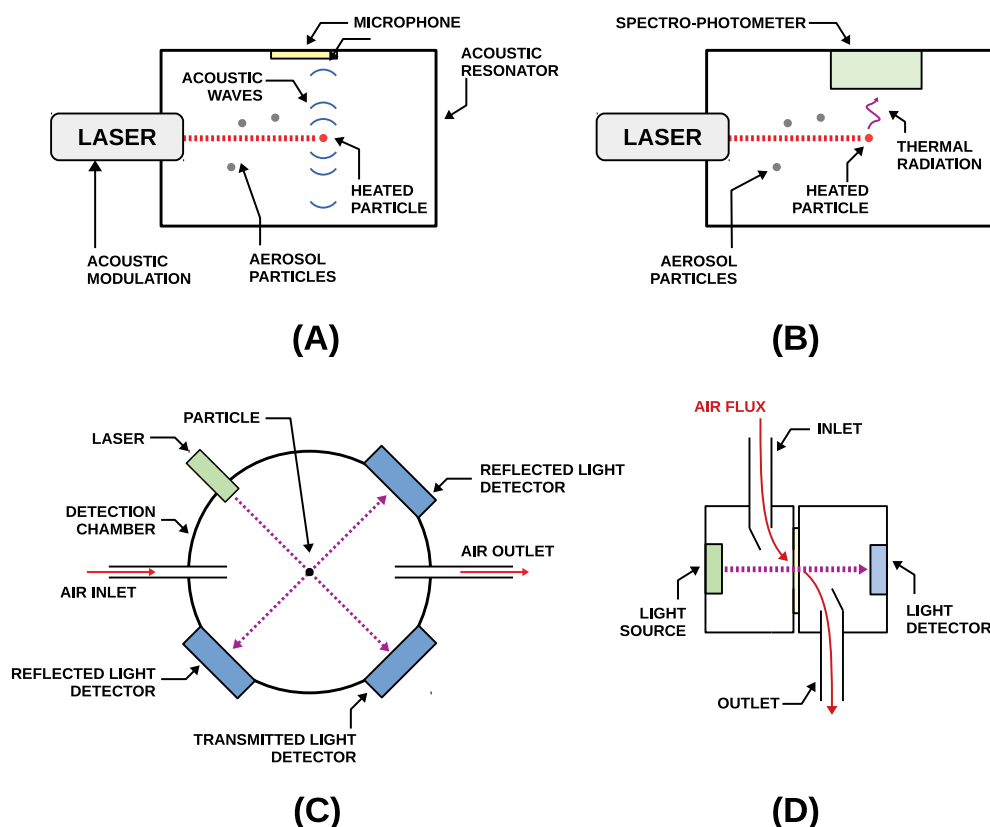 MICROPHONE
ACOUSTIC
RESONATOR
ACOUSTIC
WAVES
LASER
HEATED
PARTICLE
ACOUSTIC
MODULATION
AEROSOL
PARTICLES
(A)
SPECTRO-PHOTOMETER
LASER
THERMAL
RADIATION
HEATED
PARTICLE
AEROSOL
PARTICLES
(B)
PARTICLE
LASER
REFLECTED LIGHT
DETECTOR
DETECTION
CHAMBER
AIR OUTLET
AIR INLET
REFLECTED LIGHT
DETECTOR
TRANSMITTED LIGHT
DETECTOR
(C)
AIR FLUX
INLET
LIGHT
SOURCE
LIGHT
DETECTOR
OUTLET
(D)